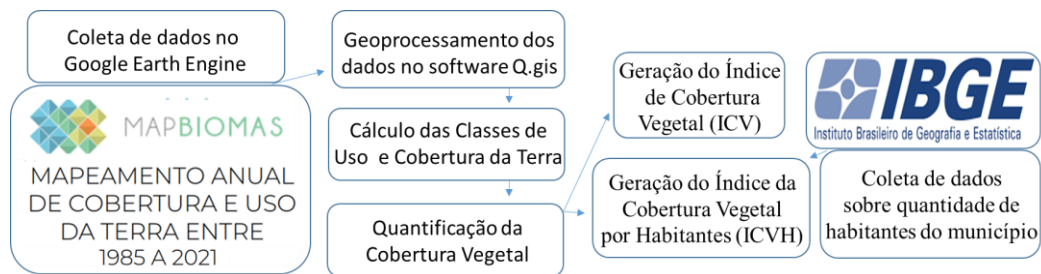 Coleta de dados no
Google Earth Engine
MAPBIOMAS
MAPEAMENTO ANUAL
DE COBERTURA E USO
DA TERRA ENTRE
1985 A 2021
Geoprocessamento dos
dados no software Q.gis
Cálculo das Classes de
Uso e Cobertura da Terra
Quantificação da
Cobertura Vegetal
Geração do Índice
de Cobertura
Vegetal (ICV)
Geração do Índice da
Cobertura Vegetal
por Habitantes (ICVH)
IBGE
Instituto Brasileiro de Geografia e Estatística
Coleta de dados
sobre quantidade de
habitantes do município